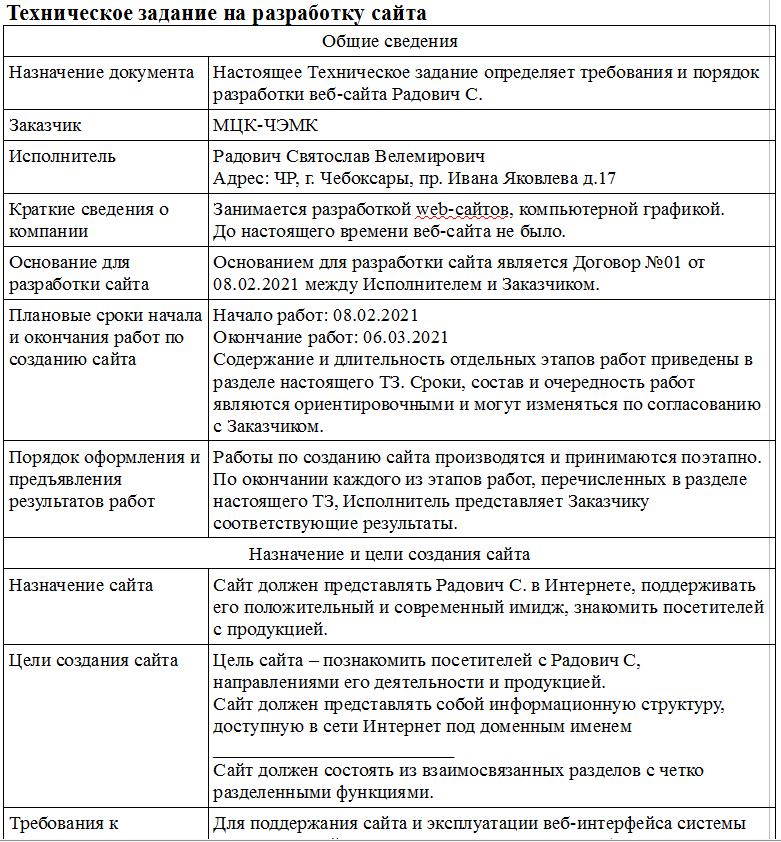 Техническое задание на разработку сайта
Общие сведения
Назначение документа
Настоящее Техническое задание определяет требования и порядок
разработки веб-сайта Радович С.
Заказчик
МЦК-ЧЭМК
Исполнитель
Радович Святослав Велемирович
Адрес: ЧР, г. Чебоксары, пр. Ивана Яковлева д.17
Краткие сведения о
компании
Занимается разработкой web-сайтов, компьютерной графикой.
До настоящего времени веб-сайта не было.
Основание для
разработки сайта
Основанием для разработки сайта является Договор №01 от
08.02.2021 между Исполнителем и Заказчиком.
Плановые сроки начала
и окончания работ по
созданию сайта
Начало работ: 08.02.2021
Окончание работ: 06.03.2021
Содержание и длительность отдельных этапов работ приведены в
разделе настоящего ТЗ. Сроки, состав и очередность работ
являются ориентировочными и могут изменяться по согласованию
с Заказчиком.
Порядок оформления и
предъявления
результатов работ
Работы по созданию сайта производятся и принимаются поэтапно.
По окончании каждого из этапов работ, перечисленных в разделе
настоящего ТЗ, Исполнитель представляет Заказчику
соответствующие результаты.
Назначение и цели создания сайта
Назначение сайта
Сайт должен представлять Радович С. в Интернете, поддерживать
его положительный и современный имидж, знакомить посетителей
с продукцией.
Цели создания сайта
Цель сайта – познакомить посетителей с Радович С,
направлениями его деятельности и продукцией.
Сайт должен представлять собой информационную структуру,
доступную в сети Интернет под доменным именем
_________________________
Сайт должен состоять из взаимосвязанных разделов с четко
разделенными функциями.
Требования к
Для поддержания сайта и эксплуатации веб-интерфейса системы